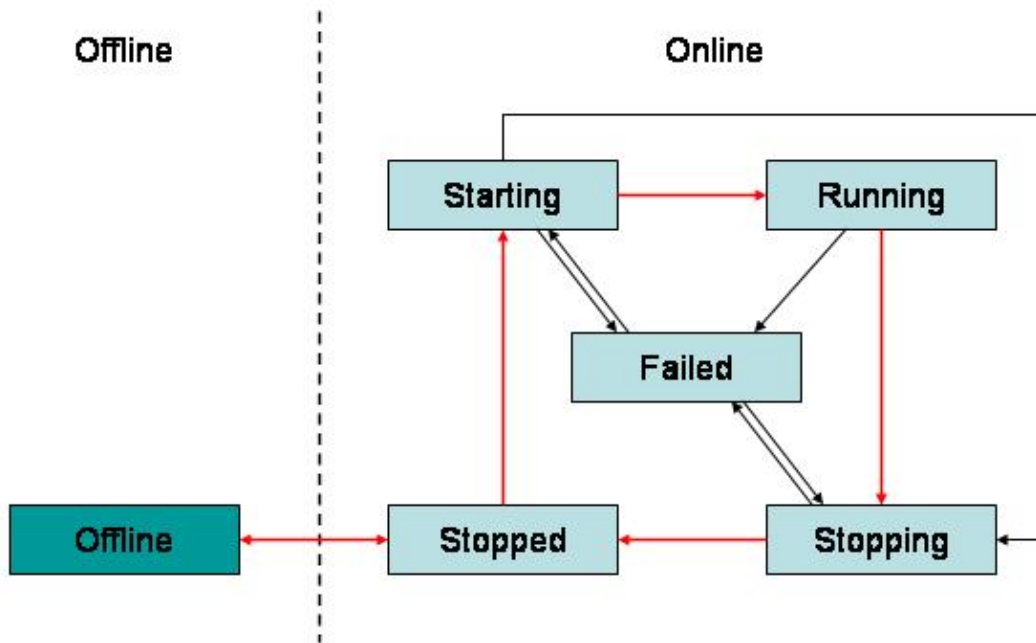 Offline
Online
Starting
Running
Failed
Offline
Stopped
Stopping